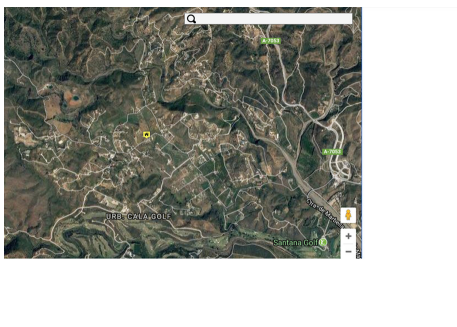 A-7053
A-7053
URB. CALA GOLF
Santana Golf
+
−